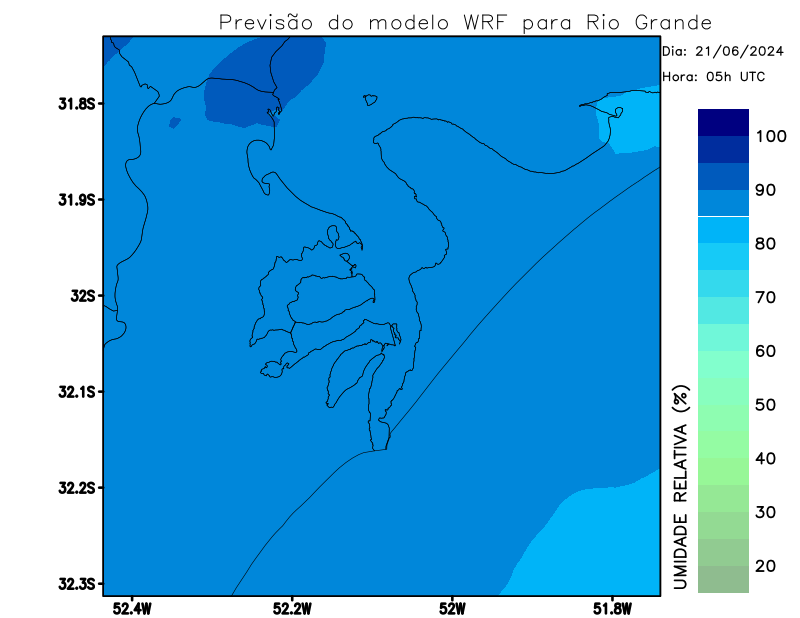 Previsão do modelo WRF para Rio Grande
Dia: 21/06/2024
Hora: 05h UTC
31.8S
31.9S
32S
32.1S
32.2S
32.3S
52.4W
52.2W
52W
51.8W
100
90
80
70
60
50
40
30
20
UMIDADE RELATIVA (%)